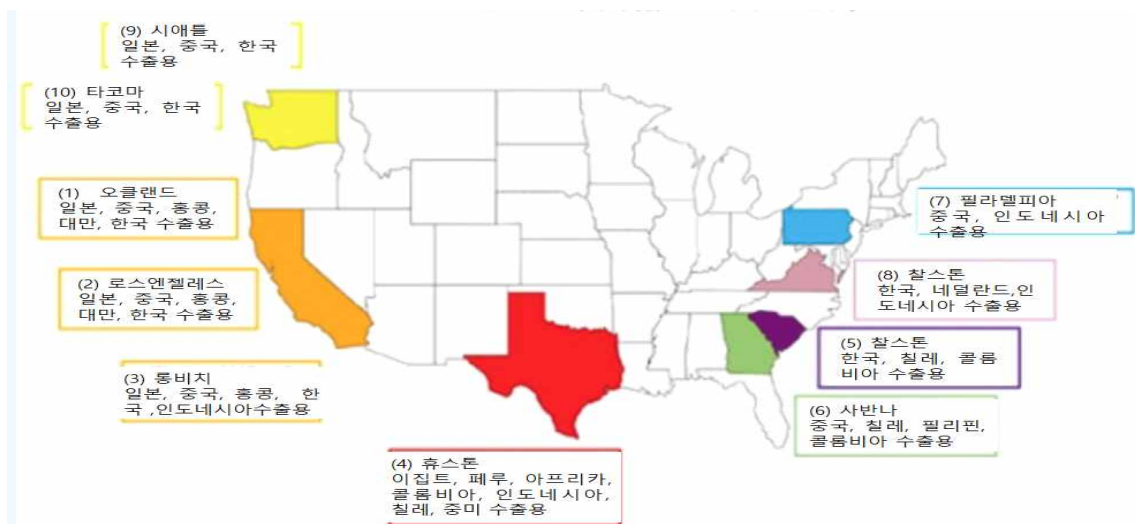 (9) 시애틀
일본, 중국, 한국
수출용
(10) 타코마
일본, 중국, 한국
수출용
(1) 오클랜드
일본, 중국, 홍콩,
대만, 한국 수출용
(2) 로스엔젤레스
일본, 중국, 홍콩,
대만, 한국 수출용
(3) 롱비치
일본, 중국, 홍콩, 한
국 ,인도네시아수출용
(4) 휴스톤
이집트, 페루, 아프리카,
콜롬비아, 인도네시아,
칠레, 중미 수출용
(7) 필라델피아
중국, 인도네시아
수출용
(8) 찰스톤
한국, 네덜란드,인
도네시아 수출용
(5) 찰스톤
한국, 칠레, 콜롬
비아 수출용
(6) 사반나
중국, 칠레, 필리핀,
콜롬비아 수출용